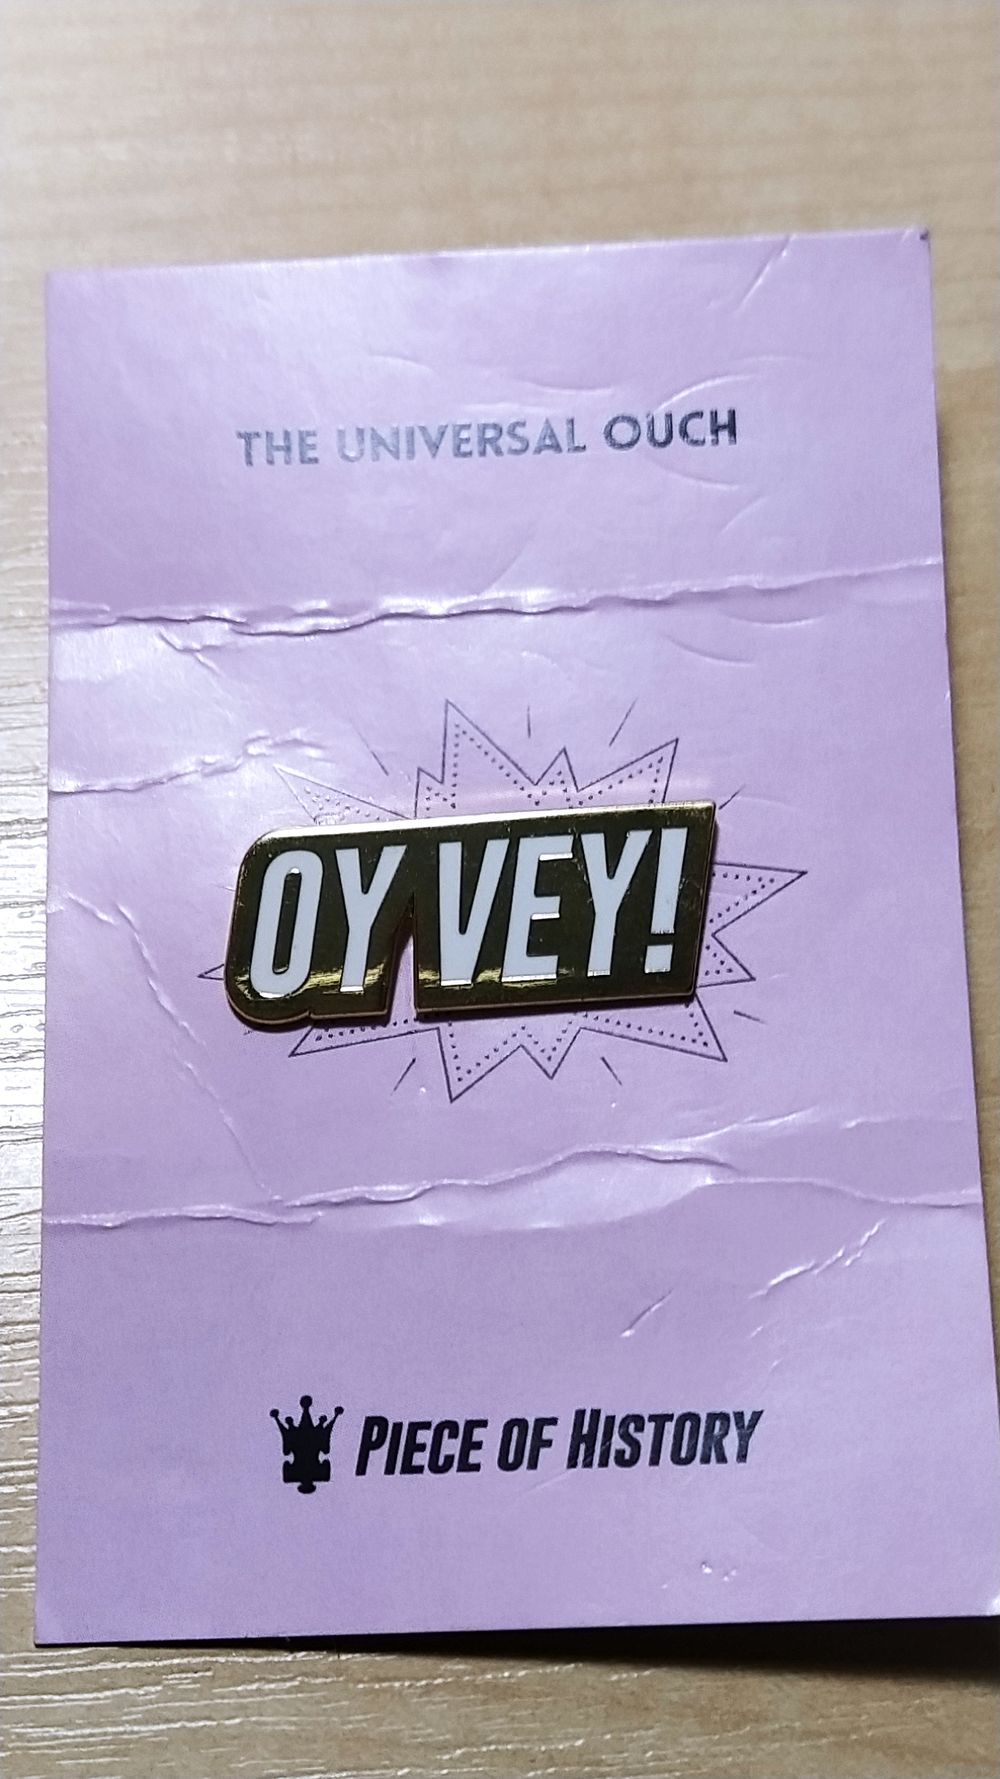 THE UNIVERSAL OUCH
OY VEY!
PIECE OF HISTORY